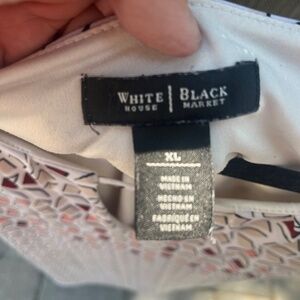 WHITE | BLACK
HOUSE | MARKET
XL
MADE IN
VIETNAM
HECHO EN
VIETNAM
FABRIQUÉ EN
VIETNAM